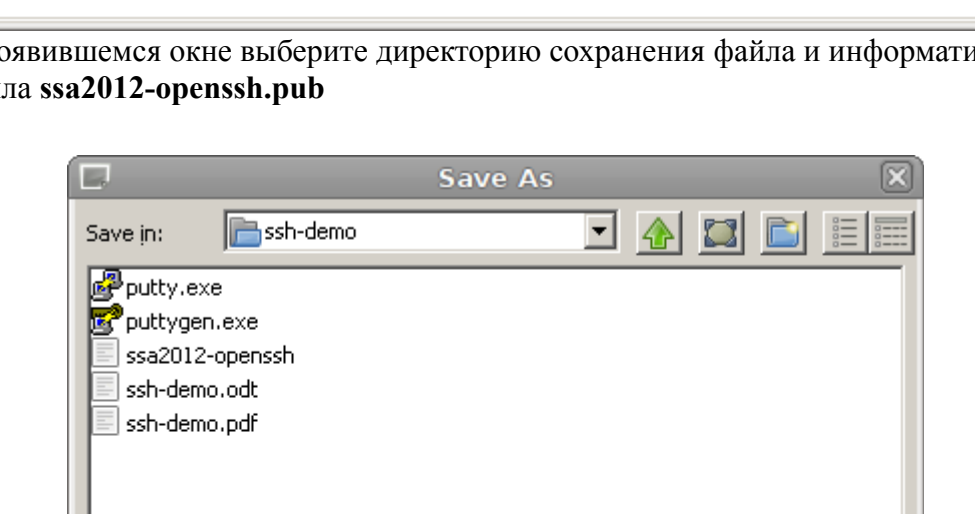 оявившемся окне выберите директорию сохранения файла и информати
ла ssa2012-openssh.pub
Save As
Save in: ssh-demo
putty.exe
puttygen.exe
ssa2012-openssh
ssh-demo.odt
ssh-demo.pdf